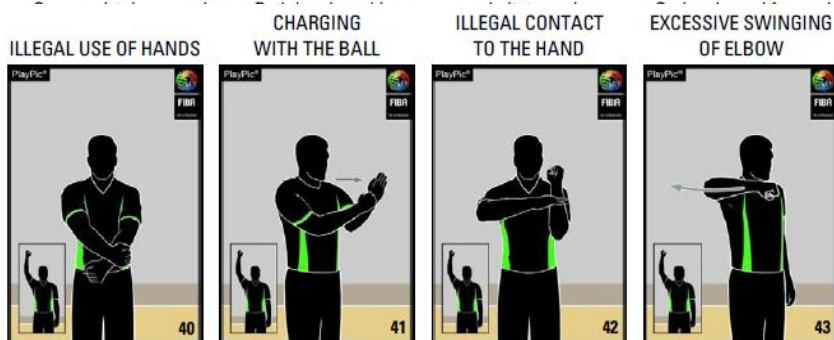 ILLEGAL USE OF HANDS
CHARGING
WITH THE BALL
ILLEGAL CONTACT
TO THE HAND
EXCESSIVE SWINGING
OF ELBOW
PlayPic®
FIBA
40
PlayPic®
FIBA
41
PlayPic®
FIBA
42
PlayPic®
FIBA
43